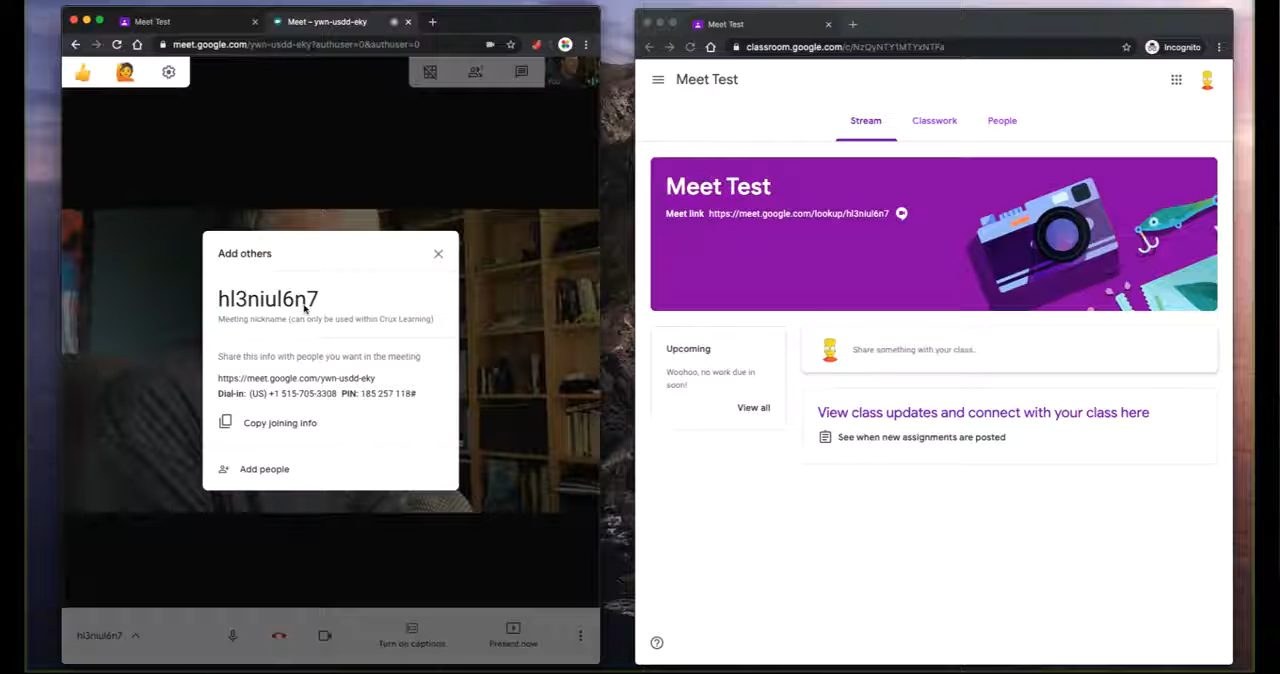 Meet Test
Meet – ywn-usdd-eky
meet.google.com/ywn-usdd-eky?authuser=0&authuser=0
You
Add others
hl3niul6n7
Meeting nickname (can only be used within Crux Learning)
Share this info with people you want in the meeting
https://meet.google.com/ywn-usdd-eky
Dial-in: (US) +1 515-705-3308 PIN: 185 257 118#
Copy joining info
Add people
hl3niul6n7
Turn on captions
Present now
Meet Test
classroom.google.com/c/NzQyNTY1MTYxNTFa
Incognito
Meet Test
Stream
Classwork
People
Meet Test
Meet link https://meet.google.com/lookup/hl3niul6n7
Upcoming
Woohoo, no work due in
soon!
View all
Share something with your class..
View class updates and connect with your class here
See when new assignments are posted